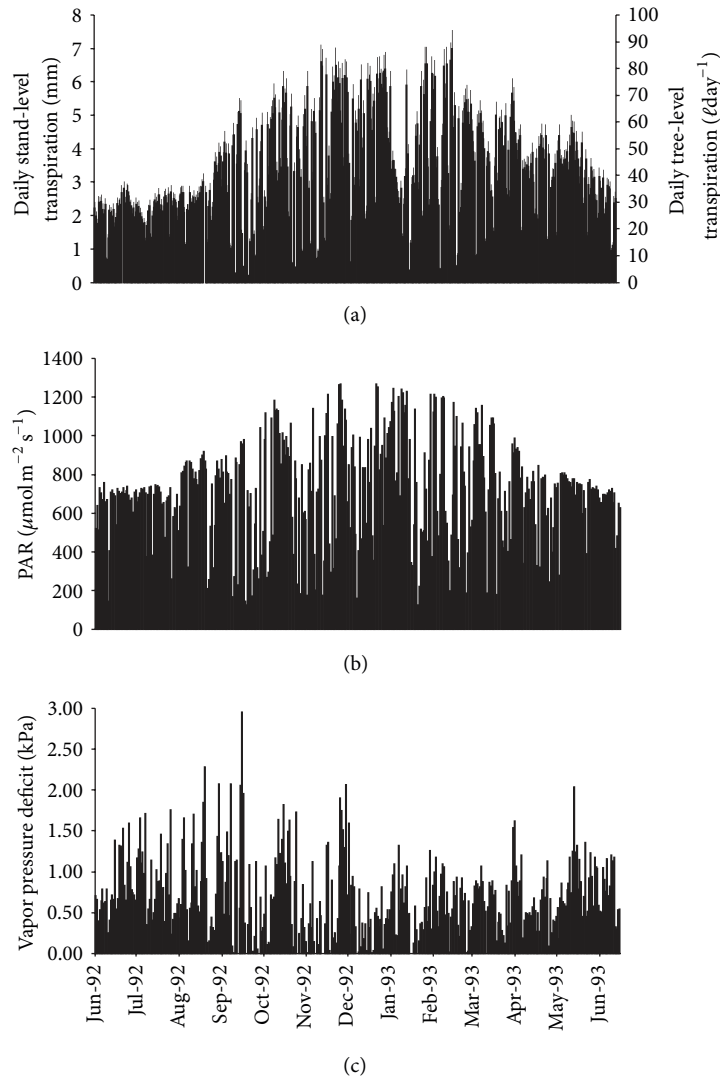 8
7
6
5
4
3
2
1
0
Daily stand-level
transpiration (mm)
100
90
80
70
60
50
40
30
20
10
0
Daily tree-level
transpiration (ℓday⁻¹)
(a)
1400
1200
1000
800
600
400
200
0
PAR (μmol m⁻² s⁻¹)
(b)
3.00
2.50
2.00
1.50
1.00
0.50
0.00
Vapor pressure deficit (kPa)
Jun-92
Jul-92
Aug-92
Sep-92
Oct-92
Nov-92
Dec-92
Jan-93
Feb-93
Mar-93
Apr-93
May-93
Jun-93
(c)